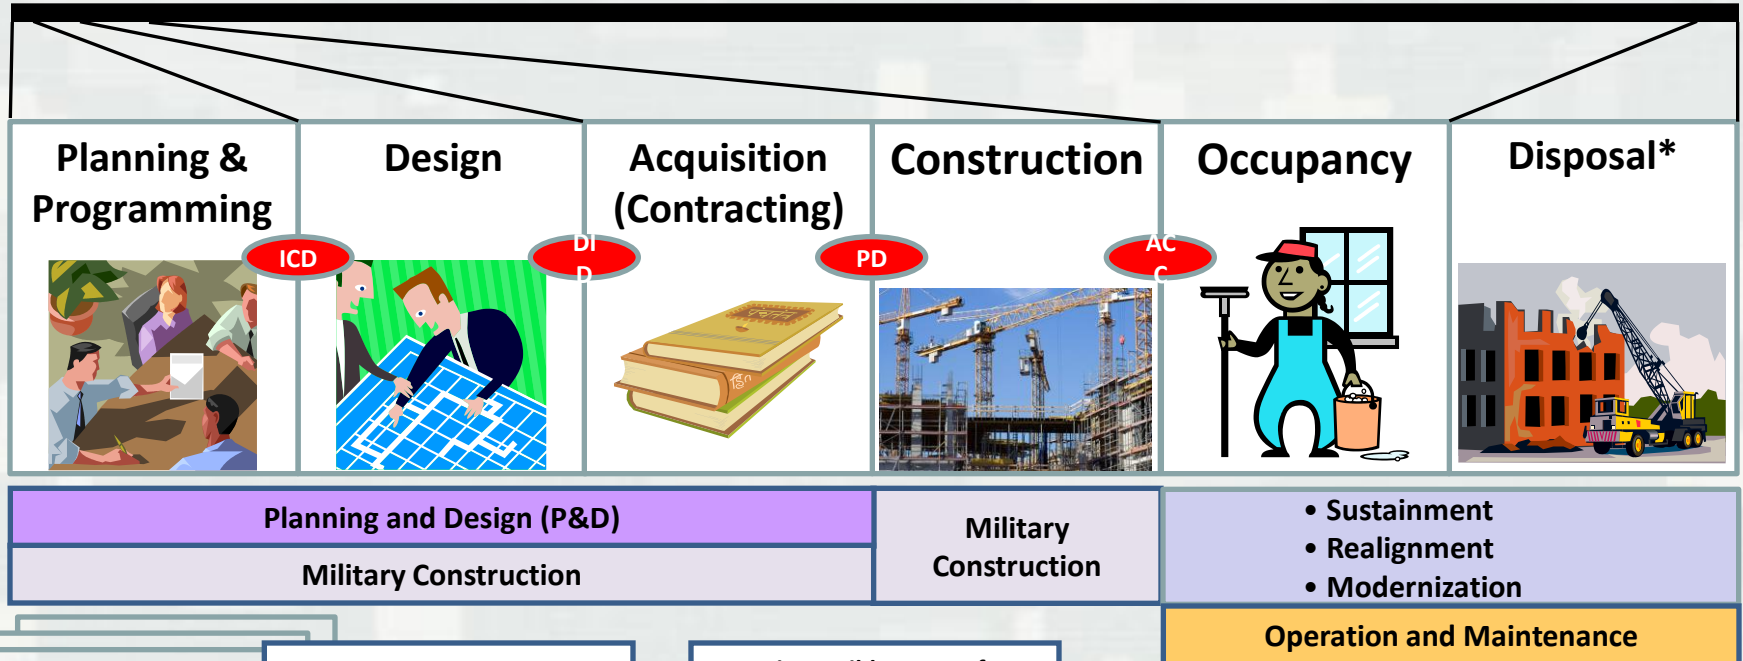 Planning &
Programming
Design
Acquisition
(Contracting)
Construction
Occupancy
Disposal*
ICD
DI
D
PD
AC
C
Planning and Design (P&D)
Military Construction
Military
Construction
• Sustainment
• Realignment
• Modernization
Operation and Maintenance